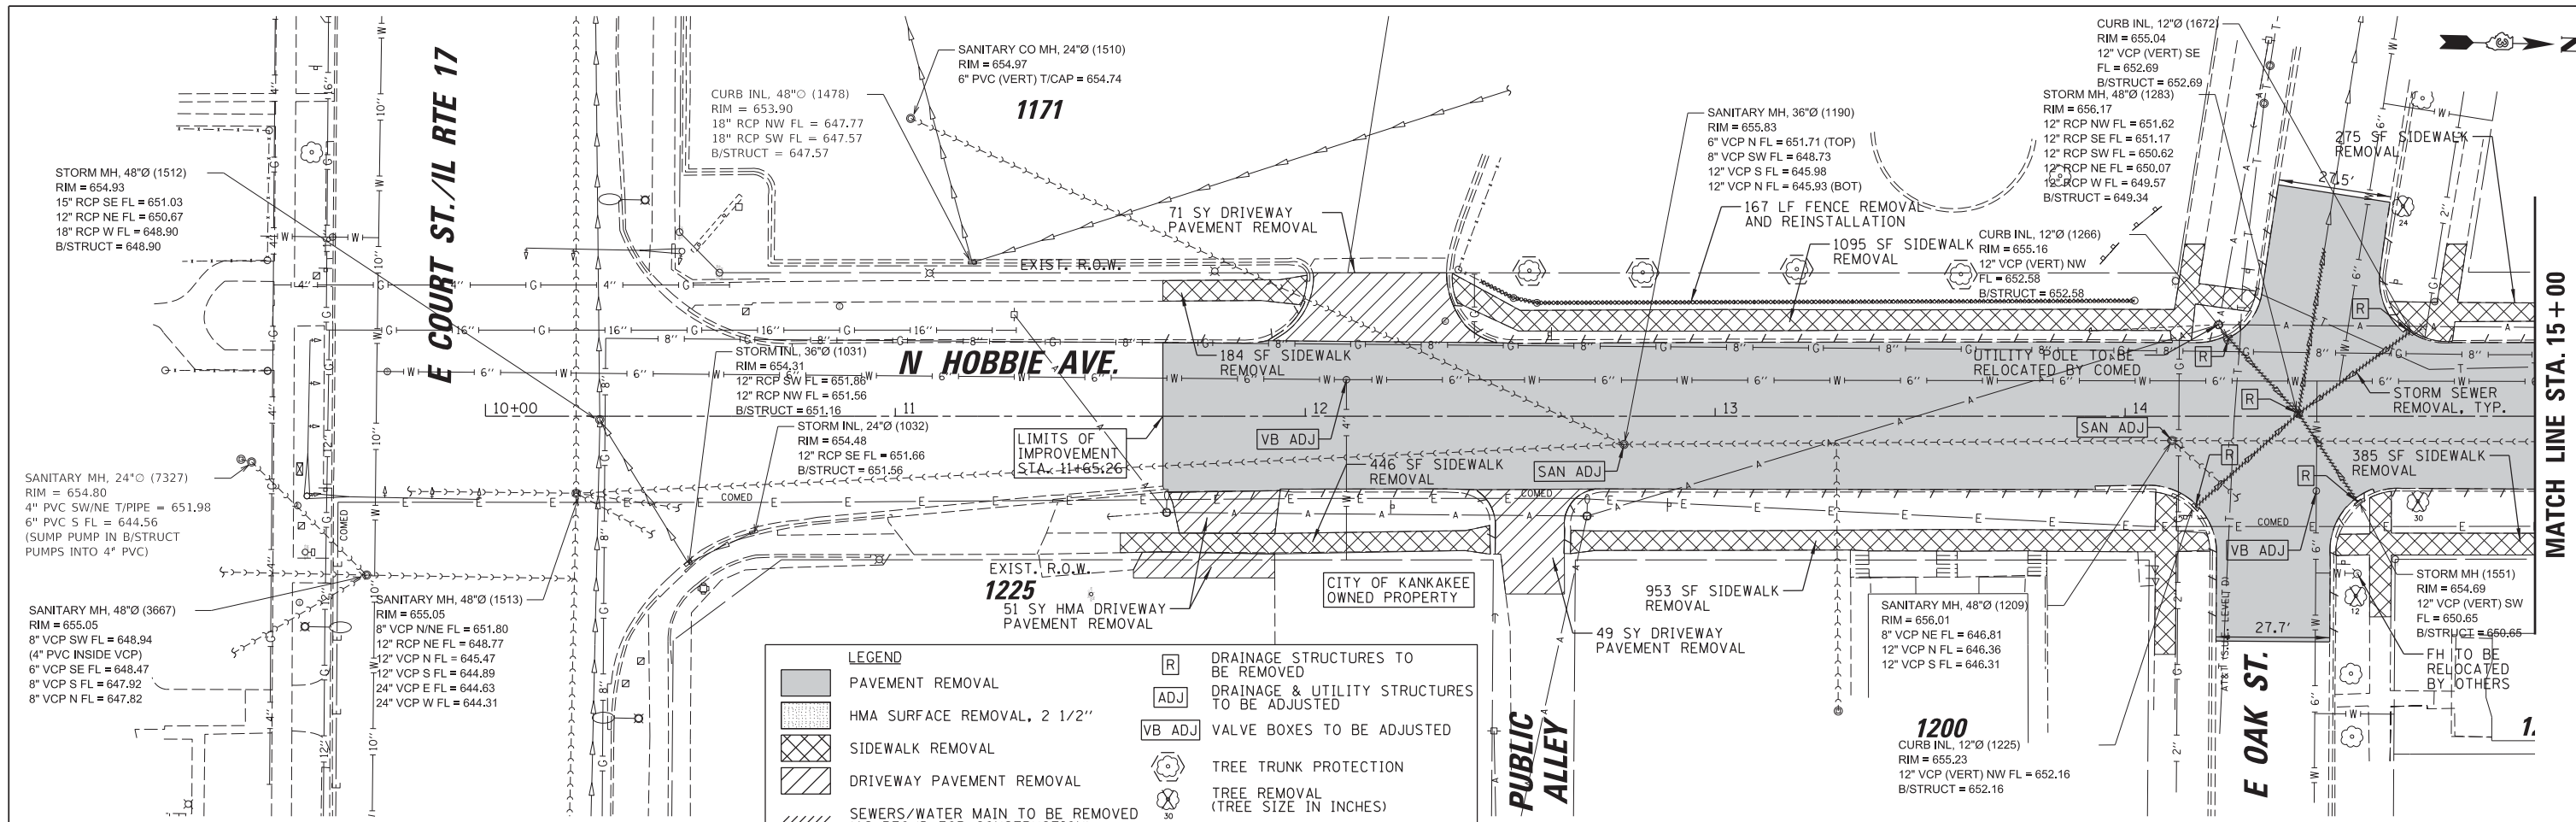 E COURT ST./IL RTE 17
SANITARY CO MH, 24"Ø (1510)
RIM = 654.97
6" PVC (VERT) T/CAP = 654.74
1171
CURB INL, 48"∅ (1478)
RIM = 653.90
18" RCP NW FL = 647.77
18" RCP SW FL = 647.57
B/STRUCT = 647.57
STORM MH, 48"Ø (1512)
RIM = 654.93
15" RCP SE FL = 651.03
12" RCP NE FL = 650.67
18" RCP W FL = 648.90
B/STRUCT = 648.90
SANITARY MH, 36"Ø (1190)
RIM = 655.83
6" VCP N FL = 651.71 (TOP)
8" VCP SW FL = 648.73
12" VCP S FL = 645.98
12" VCP N FL = 645.93 (BOT)
CURB INL, 12"Ø (1672)
RIM = 655.04
12" VCP (VERT) SE
FL = 652.69
B/STRUCT = 652.69
N
STORM MH, 48"Ø (1283)
RIM = 656.17
12" RCP NW FL = 651.62
12" RCP SE FL = 651.17
12" RCP SW FL = 650.62
12" RCP NE FL = 650.07
12" RCP W FL = 649.57
B/STRUCT = 649.34
275 SF SIDEWALK
REMOVAL
27.5'
24
71 SY DRIVEWAY
PAVEMENT REMOVAL
167 LF FENCE REMOVAL
AND REINSTALLATION
1095 SF SIDEWALK
REMOVAL
CURB INL, 12"Ø (1266)
RIM = 655.16
12" VCP (VERT) NW
FL = 652.58
B/STRUCT = 652.58
EXIST. R.O.W.
MATCH LINE STA. 15+00
N HOBBIE AVE.
184 SF SIDEWALK
REMOVAL
STORM INL, 36"Ø (1031)
RIM = 654.31
12" RCP SW FL = 651.86
12" RCP NW FL = 651.56
B/STRUCT = 651.16
UTILITY POLE TO BE
RELOCATED BY COMED
R
R
R
STORM SEWER
REMOVAL, TYP.
10+00
11
12
13
14
STORM INL, 24"Ø (1032)
RIM = 654.48
12" RCP SE FL = 651.66
B/STRUCT = 651.56
LIMITS OF
IMPROVEMENT
STA. 11+65.26
VB ADJ
SAN ADJ
SAN ADJ
446 SF SIDEWALK
REMOVAL
R
R
385 SF SIDEWALK
REMOVAL
30
SANITARY MH, 24"∅ (7327)
RIM = 654.80
4" PVC SW/NE T/PIPE = 651.98
6" PVC S FL = 644.56
(SUMP PUMP IN B/STRUCT
PUMPS INTO 4" PVC)
COMED
COMED
COMED
COMED
VB ADJ
EXIST. R.O.W.
1225
51 SY HMA DRIVEWAY
PAVEMENT REMOVAL
CITY OF KANKAKEE
OWNED PROPERTY
953 SF SIDEWALK
REMOVAL
49 SY DRIVEWAY
PAVEMENT REMOVAL
SANITARY MH, 48"Ø (3667)
RIM = 655.05
8" VCP SW FL = 648.94
(4" PVC INSIDE VCP)
6" VCP SE FL = 648.47
8" VCP S FL = 647.92
8" VCP N FL = 647.82
SANITARY MH, 48"Ø (1513)
RIM = 655.05
8" VCP N/NE FL = 651.80
12" RCP NE FL = 648.77
12" VCP N FL = 645.47
12" VCP S FL = 644.89
24" VCP E FL = 644.63
24" VCP W FL = 644.31
SANITARY MH, 48"Ø (1209)
RIM = 656.01
8" VCP NE FL = 646.81
12" VCP N FL = 646.36
12" VCP S FL = 646.31
1200
CURB INL, 12"Ø (1225)
RIM = 655.23
12" VCP (VERT) NW FL = 652.16
B/STRUCT = 652.16
STORM MH (1551)
RIM = 654.69
12" VCP (VERT) SW
FL = 650.65
B/STRUCT = 650.65
12
27.7'
FH TO BE
RELOCATED
BY OTHERS
AT&T (S.U.E. LEVEL D)
E OAK ST.
PUBLIC
ALLEY
LEGEND
PAVEMENT REMOVAL
HMA SURFACE REMOVAL, 2 1/2"
SIDEWALK REMOVAL
DRIVEWAY PAVEMENT REMOVAL
SEWERS/WATER MAIN TO BE REMOVED
R DRAINAGE STRUCTURES TO
BE REMOVED
ADJ DRAINAGE & UTILITY STRUCTURES
TO BE ADJUSTED
VB ADJ VALVE BOXES TO BE ADJUSTED
TREE TRUNK PROTECTION
TREE REMOVAL
(TREE SIZE IN INCHES)
30